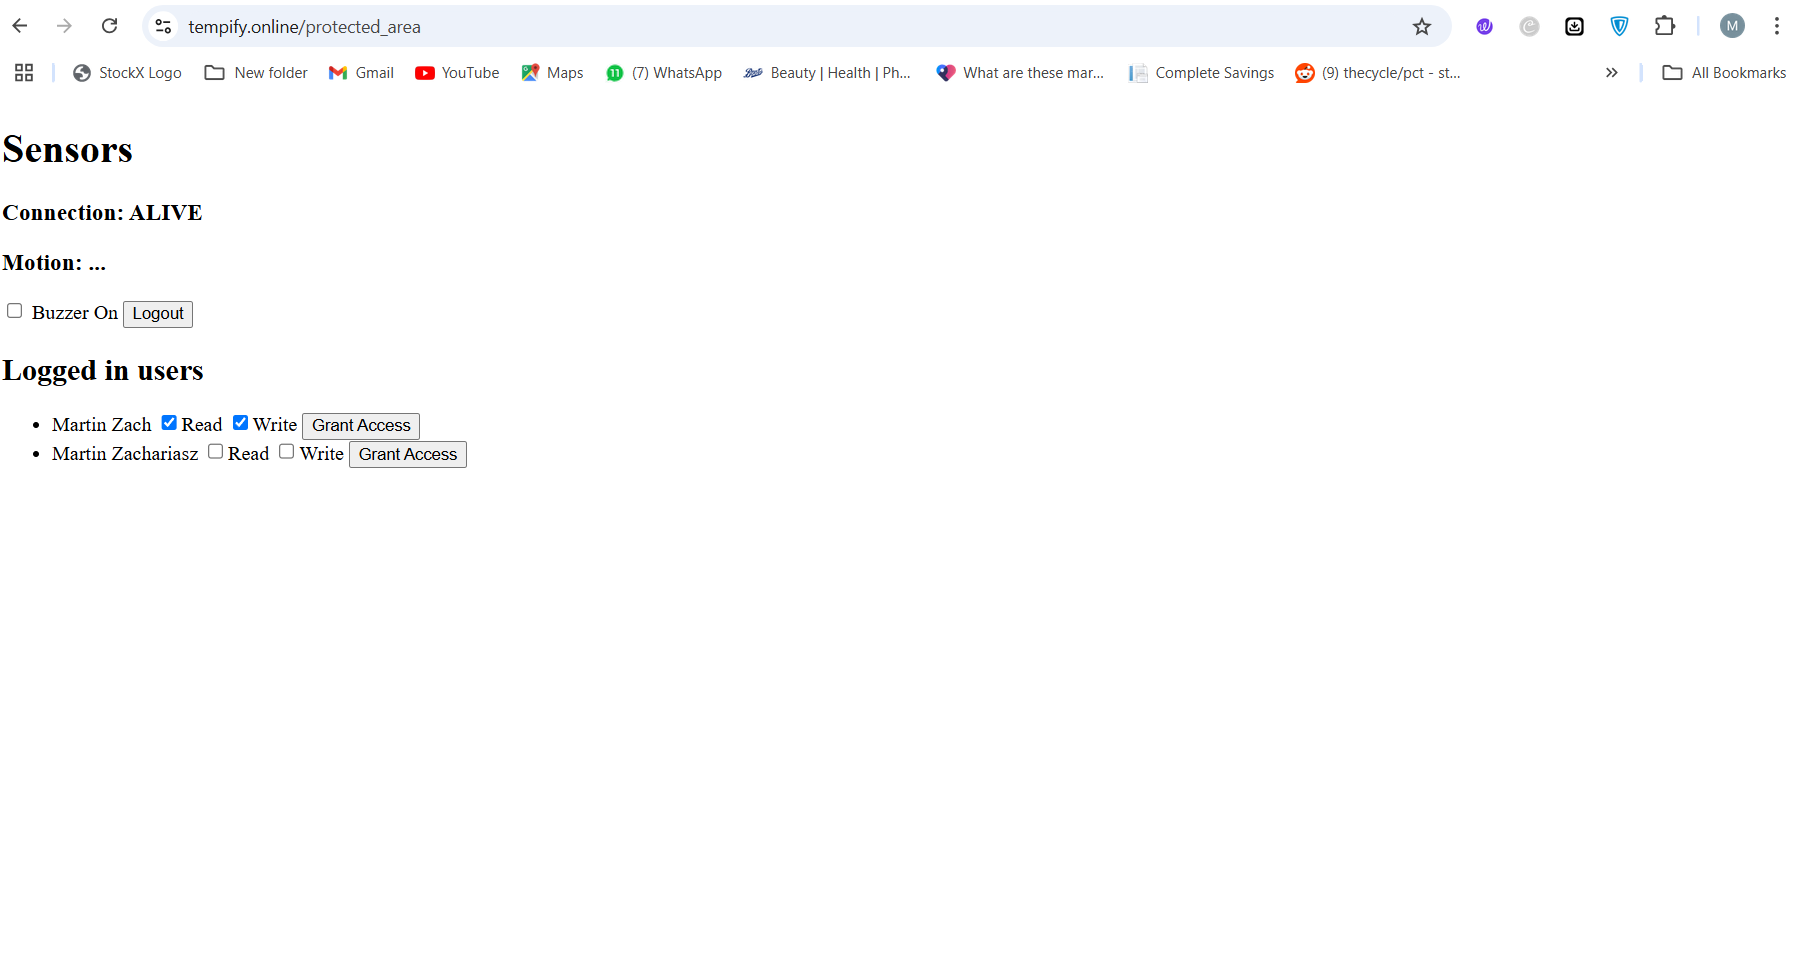 tempify.online/protected_area
M
StockX Logo New folder Gmail YouTube Maps 11 (7) WhatsApp Boots Beauty | Health | Ph... What are these mar... Complete Savings (9) thecycle/pct - st... » All Bookmarks
Sensors
Connection: ALIVE
Motion: ...
Buzzer On Logout
Logged in users
Martin Zach Read Write Grant Access
Martin Zachariasz Read Write Grant Access